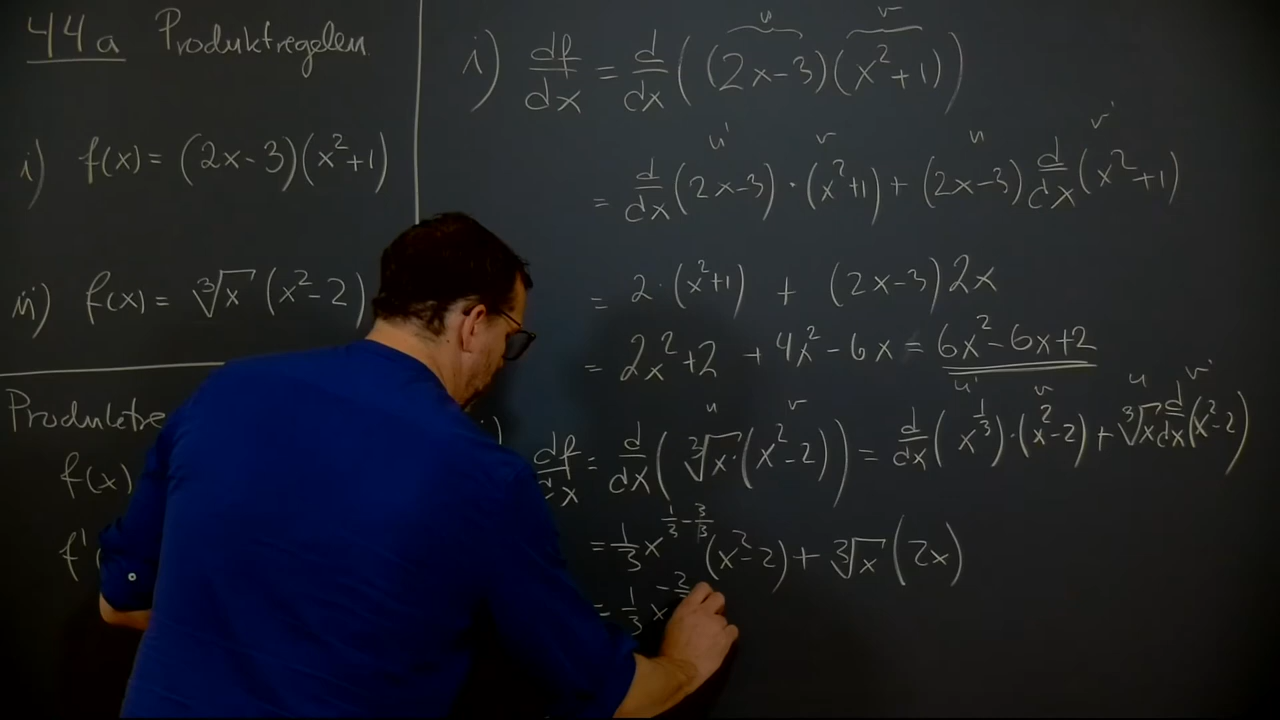 44a Produktregelen
i) f(x) = (2x-3)(x²+1)
ii) f(x) = ∛x (x²-2)
f(x)
f'(
u v
i) df/dx = d/dx ((2x-3)(x²+1))
u' v u v'
= d/dx (2x-3) · (x²+1) + (2x-3) d/dx (x²+1)
= 2·(x²+1) + (2x-3)2x
= 2x²+2 + 4x²-6x = 6x²-6x+2
u v u' v u v'
) df/dx = d/dx (∛x·(x²-2)) = d/dx (x^{1/3})·(x²-2) + ∛x d/dx (x²-2)
= 1/3 x^{1/3 - 3/3} (x²-2) + ∛x (2x)
= 1/3 x